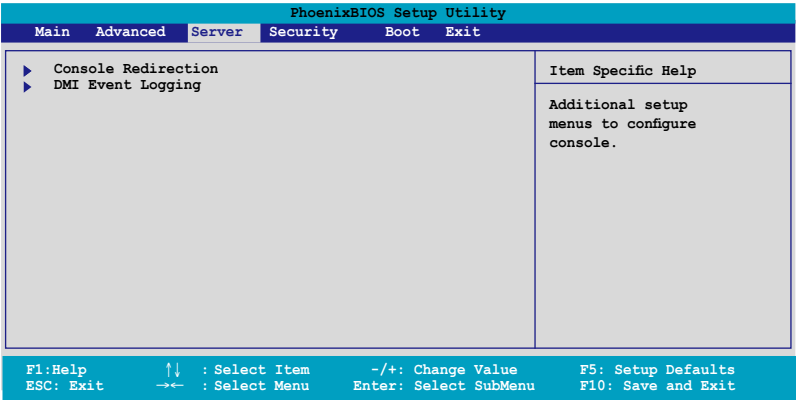 PhoenixBIOS Setup Utility
Main Advanced Server Security Boot Exit
Console Redirection
DMI Event Logging
Item Specific Help
Additional setup
menus to configure
console.
F1:Help ↑↓ : Select Item -/+: Change Value F5: Setup Defaults
ESC: Exit →← : Select Menu Enter: Select SubMenu F10: Save and Exit